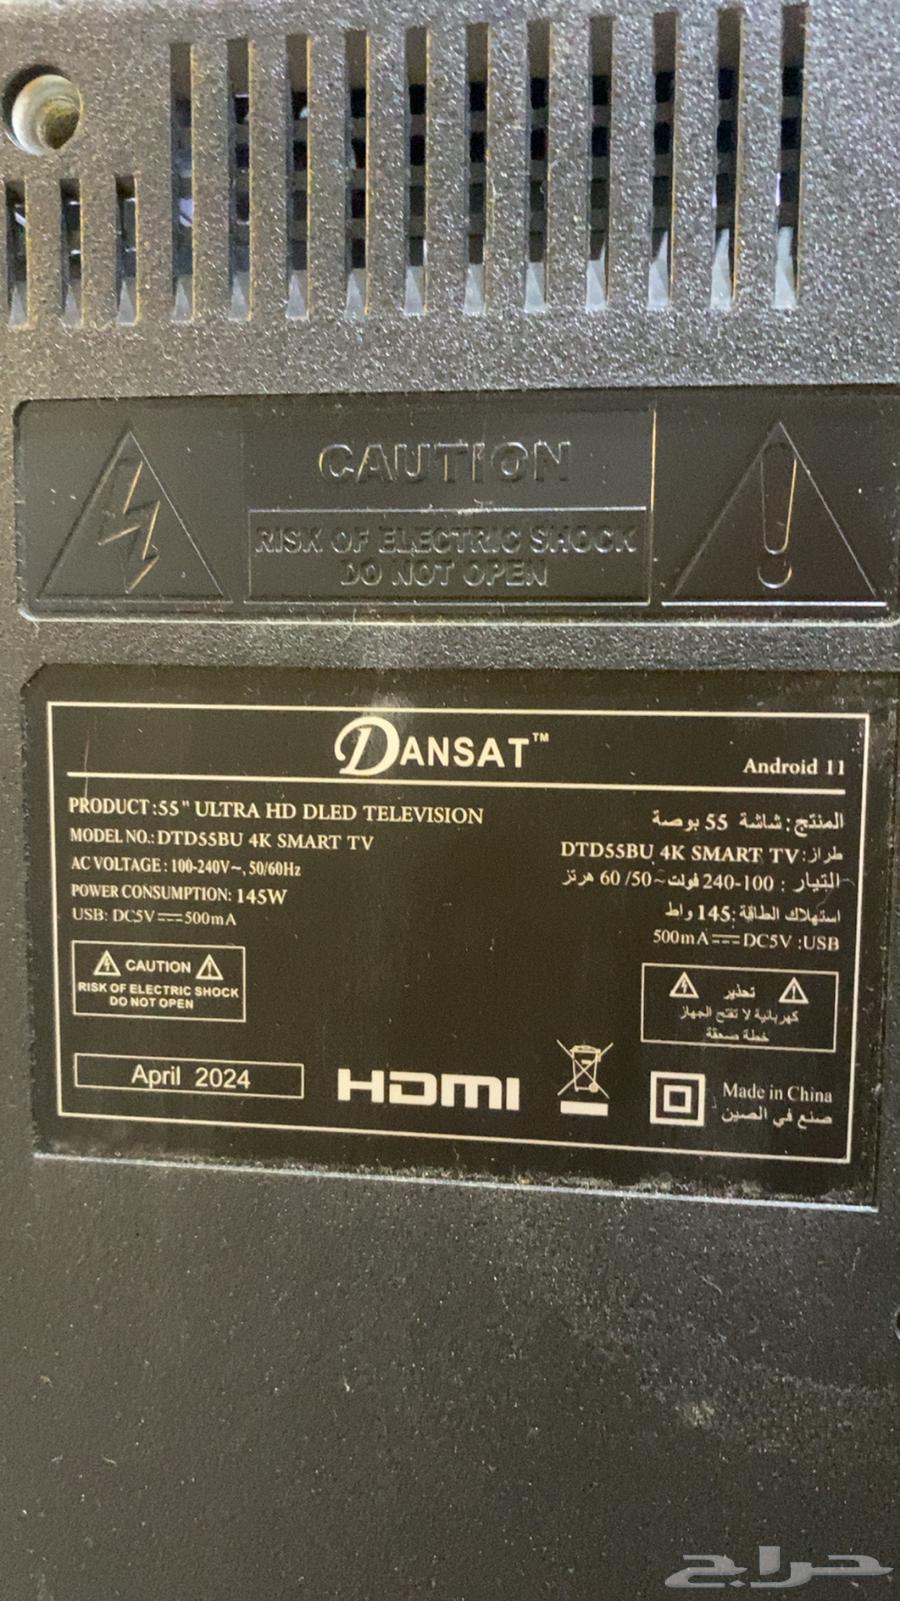 CAUTION
RISK OF ELECTRIC SHOCK
DO NOT OPEN
DANSAT™
Android 11
PRODUCT:55" ULTRA HD DLED TELEVISION
MODEL NO.: DTD55BU 4K SMART TV
AC VOLTAGE : 100-240V~, 50/60Hz
POWER CONSUMPTION: 145W
USB: DC5V⎓500mA
CAUTION
RISK OF ELECTRIC SHOCK
DO NOT OPEN
المنتج : شاشة 55 بوصة
طراز: DTD55BU 4K SMART TV
التيار : 100-240 فولت~50/ 60 هرتز
استهلاك الطاقة :145 واط
500mA⎓DC5V :USB
تحذير
كهربائية لا تفتح الجهاز
خطة صعقة
April 2024
HDMI
Made in China
صنع في الصين
حراج